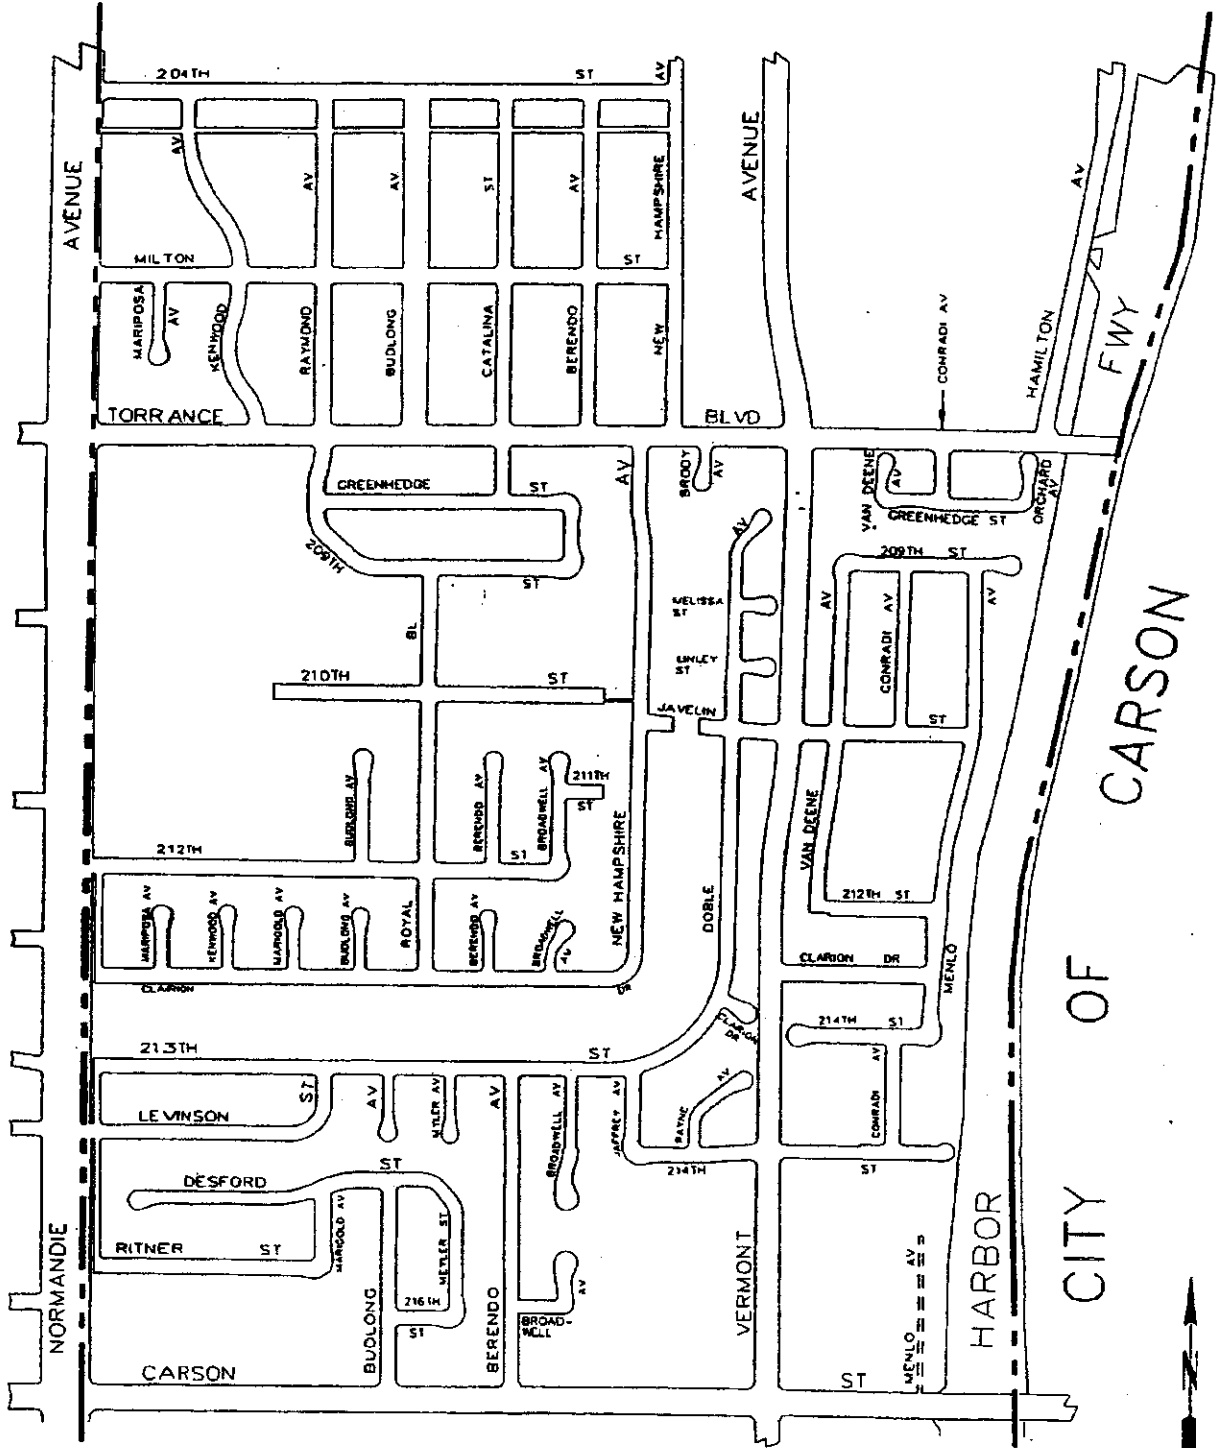 204TH ST AV
AVENUE
AVENUE
AV AV AV ST AV HAMPSHIRE
AV
MILTON ST
MARIPOSA AV
KENWOOD
RAYMOND
BUDLONG
CATALINA
BERENDO
NEW
CONRADI AV
HAMILTON
FWY
TORRANCE BLVD
GREENHEDGE ST
AV
BRODY AV
VAN DEENE AV
GREENHEDGE ST
ORCHARD AV
209TH ST
AV
209TH ST
MELISSA ST
AV
CONRADI AV
AV
BL
LINLEY ST
210TH ST
JAVELIN
ST
CARSON
BUDLONG AV
BERENDO AV
BROADWELL AV
211TH ST
VAN DEENE
212TH ST
NEW HAMPSHIRE
212TH ST
MARIPOSA AV
KENWOOD AV
MARIGOLD AV
BUDLONG AV
ROYAL
BERENDO AV
BROADWELL AV
DOBLE
CLARION DR
CLARION DR
MENLO
OF
CLARION DR
214TH ST
213TH ST
LEVINSON ST
AV
METLER AV
AV
BROADWELL AV
JAFFREY AV
PAYNE AV
CONRADI AV
214TH ST
DESFORD ST
RITNER ST
MARIGOLD AV
METLER ST
216TH ST
NORMANDIE
BUDLONG
BERENDO
BROAD-
WELL
AV
VERMONT
MENLO AV
HARBOR
CITY
CARSON ST
N